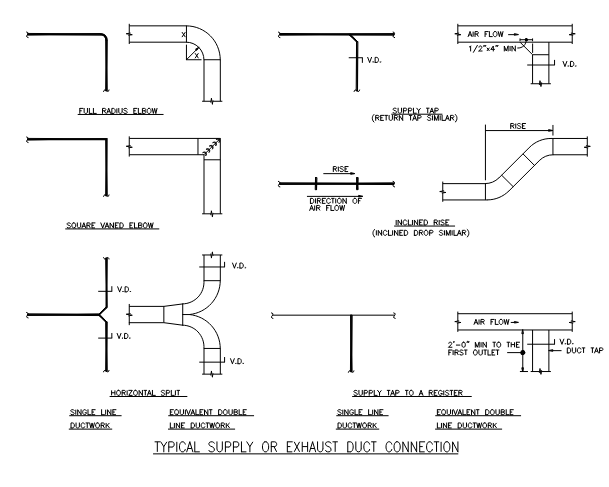 X
X
FULL RADIUS ELBOW
V.D.
AIR FLOW
1/2"x4" MIN
V.D.
SUPPLY TAP
(RETURN TAP SIMILAR)
SQUARE VANED ELBOW
RISE
DIRECTION OF
AIR FLOW
RISE
INCLINED RISE
(INCLINED DROP SIMILAR)
V.D.
V.D.
V.D.
V.D.
HORIZONTAL SPLIT
AIR FLOW
2'-0" MIN TO THE
FIRST OUTLET
V.D.
DUCT TAP
SUPPLY TAP TO A REGISTER
SINGLE LINE
DUCTWORK
EQUIVALENT DOUBLE
LINE DUCTWORK
SINGLE LINE
DUCTWORK
EQUIVALENT DOUBLE
LINE DUCTWORK
TYPICAL SUPPLY OR EXHAUST DUCT CONNECTION